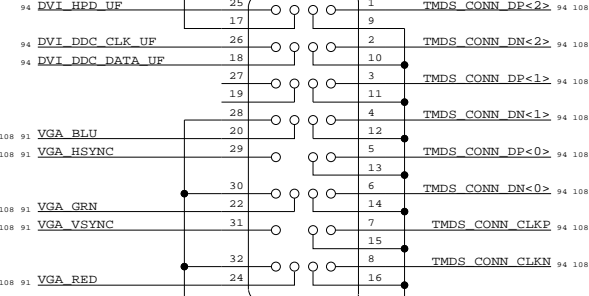 94 DVI_HPD_UF 25 1 TMDS_CONN_DP<2> 94 108
17 9
94 DVI_DDC_CLK_UF 26 2 TMDS_CONN_DN<2> 94 108
94 DVI_DDC_DATA_UF 18 10
27 3 TMDS_CONN_DP<1> 94 108
19 11
28 4 TMDS_CONN_DN<1> 94 108
108 91 VGA_BLU 20 12
108 91 VGA_HSYNC 29 5 TMDS_CONN_DP<0> 94 108
13
30 6 TMDS_CONN_DN<0> 94 108
108 91 VGA_GRN 22 14
108 91 VGA_VSYNC 31 7 TMDS_CONN_CLKP 94 108
15
32 8 TMDS_CONN_CLKN 94 108
108 91 VGA_RED 24 16